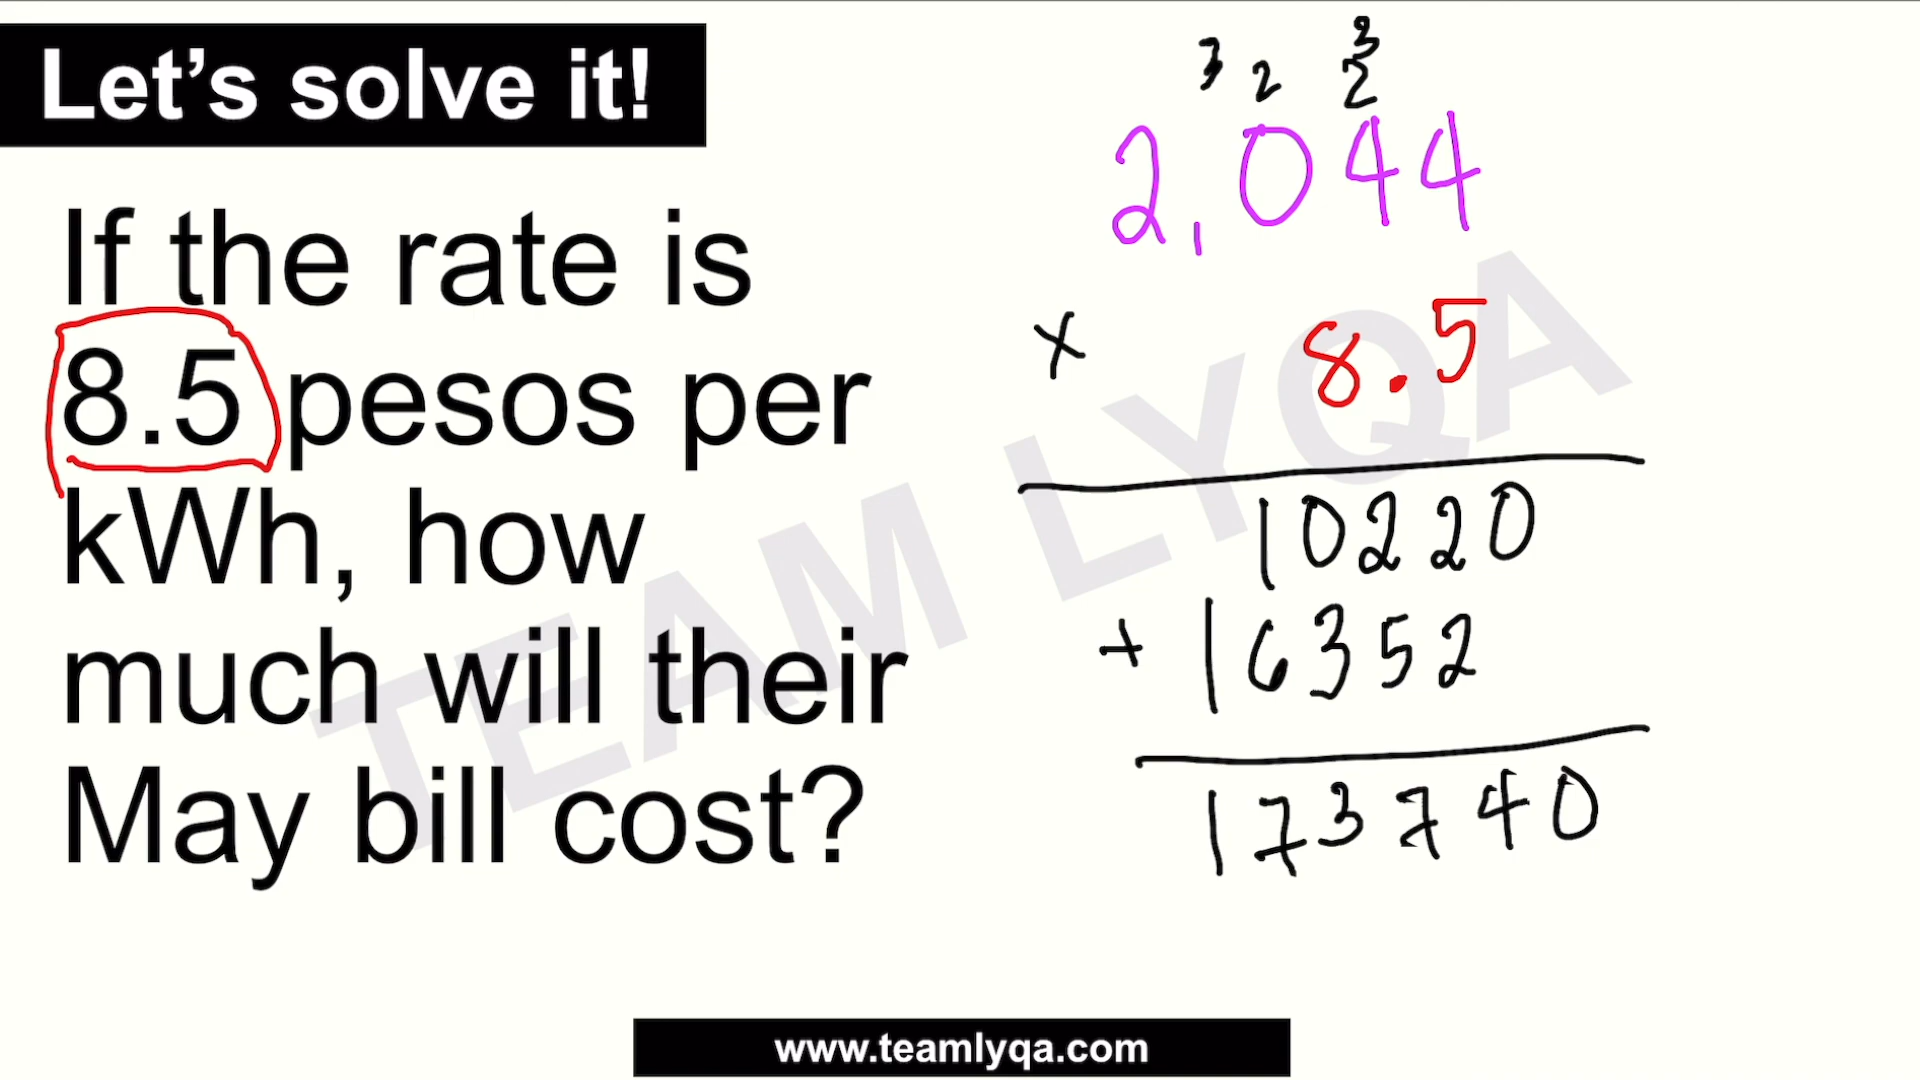 Let's solve it!
If the rate is
8.5 pesos per
kWh, how
much will their
May bill cost?
3
3 2 2
2,044
x 8.5
10220
+ 16352
173740
TEAM LYQA
www.teamlyqa.com